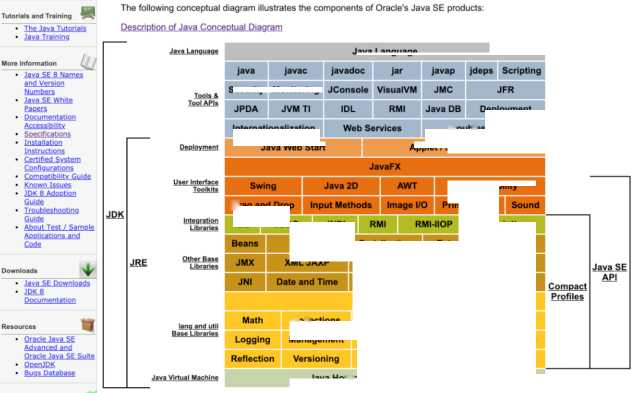 The following conceptual diagram illustrates the components of Oracle's Java SE products:
Description of Java Conceptual Diagram
Tutorials and Training
The Java Tutorials
Java Training
More Information
Java SE 8 Names
and Version
Numbers
Java SE White
Papers
Documentation
Accessibility
Specifications
Installation
Instructions
Certified System
Configurations
Compatibility Guide
Known Issues
JDK 8 Adoption
Guide
Troubleshooting
Guide
About Test / Sample
Applications and
Code
Downloads
Java SE Downloads
JDK 8
Documentation
Resources
Oracle Java SE
Advanced and
Oracle Java SE Suite
OpenJDK
Bugs Database
JDK
JRE
Java Language
Java Language
java javac javadoc jar javap jdeps Scripting
Tools &
Tool APIs
JConsole VisualVM JMC JFR
JPDA JVM TI IDL RMI Java DB Deployment
Internationalization Web Services
Deployment
Java Web Start
JavaFX
User Interface
Toolkits
Swing Java 2D AWT
and Drop Input Methods Image I/O Sound
Integration
Libraries
RMI RMI-IIOP
Beans
Other Base
Libraries
JMX XML JAXP
JNI Date and Time
lang and util
Base Libraries
Math
Logging Management
Reflection Versioning
Java Virtual Machine
Compact
Profiles
Java SE
API